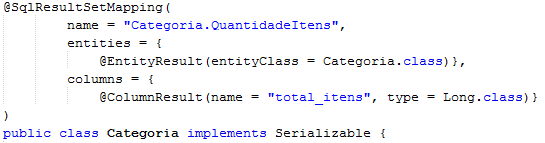 @SqlResultSetMapping(
        name = "Categoria.QuantidadeItens",
        entities = {
            @EntityResult(entityClass = Categoria.class)},
        columns = {
            @ColumnResult(name = "total_itens", type = Long.class)}
)
public class Categoria implements Serializable {